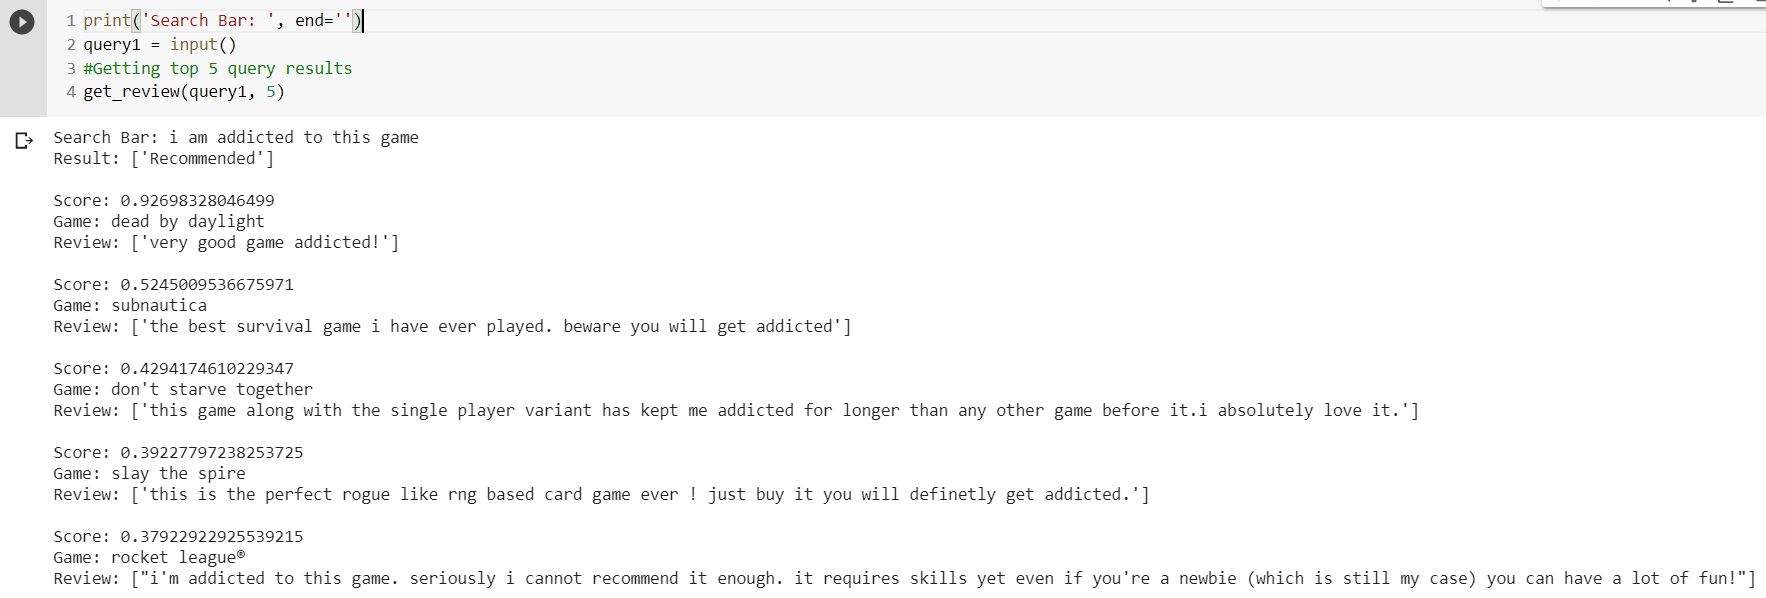 1 print('Search Bar: ', end='')
2 query1 = input()
3 #Getting top 5 query results
4 get_review(query1, 5)
Search Bar: i am addicted to this game
Result: ['Recommended']
Score: 0.92698328046499
Game: dead by daylight
Review: ['very good game addicted!']
Score: 0.5245009536675971
Game: subnautica
Review: ['the best survival game i have ever played. beware you will get addicted']
Score: 0.4294174610229347
Game: don't starve together
Review: ['this game along with the single player variant has kept me addicted for longer than any other game before it.i absolutely love it.']
Score: 0.39227797238253725
Game: slay the spire
Review: ['this is the perfect rogue like rng based card game ever ! just buy it you will definetly get addicted.']
Score: 0.37922922925539215
Game: rocket league®
Review: ["i'm addicted to this game. seriously i cannot recommend it enough. it requires skills yet even if you're a newbie (which is still my case) you can have a lot of fun!"]